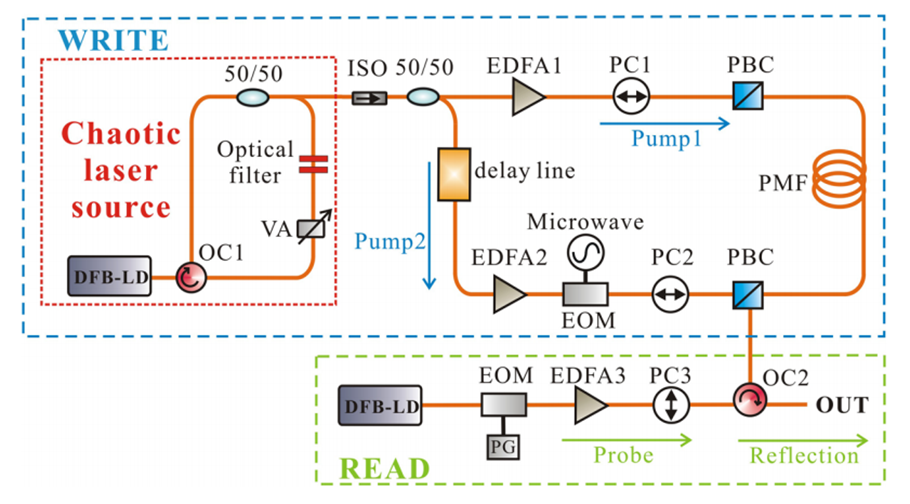 WRITE
50/50
ISO 50/50
EDFA1
PC1
PBC
Chaotic
laser
source
Optical
filter
VA
OC1
DFB-LD
Pump1
delay line
Pump2
PMF
Microwave
EDFA2
PC2
PBC
EOM
EOM
EDFA3
PC3
OC2
DFB-LD
OUT
PG
Probe
Reflection
READ